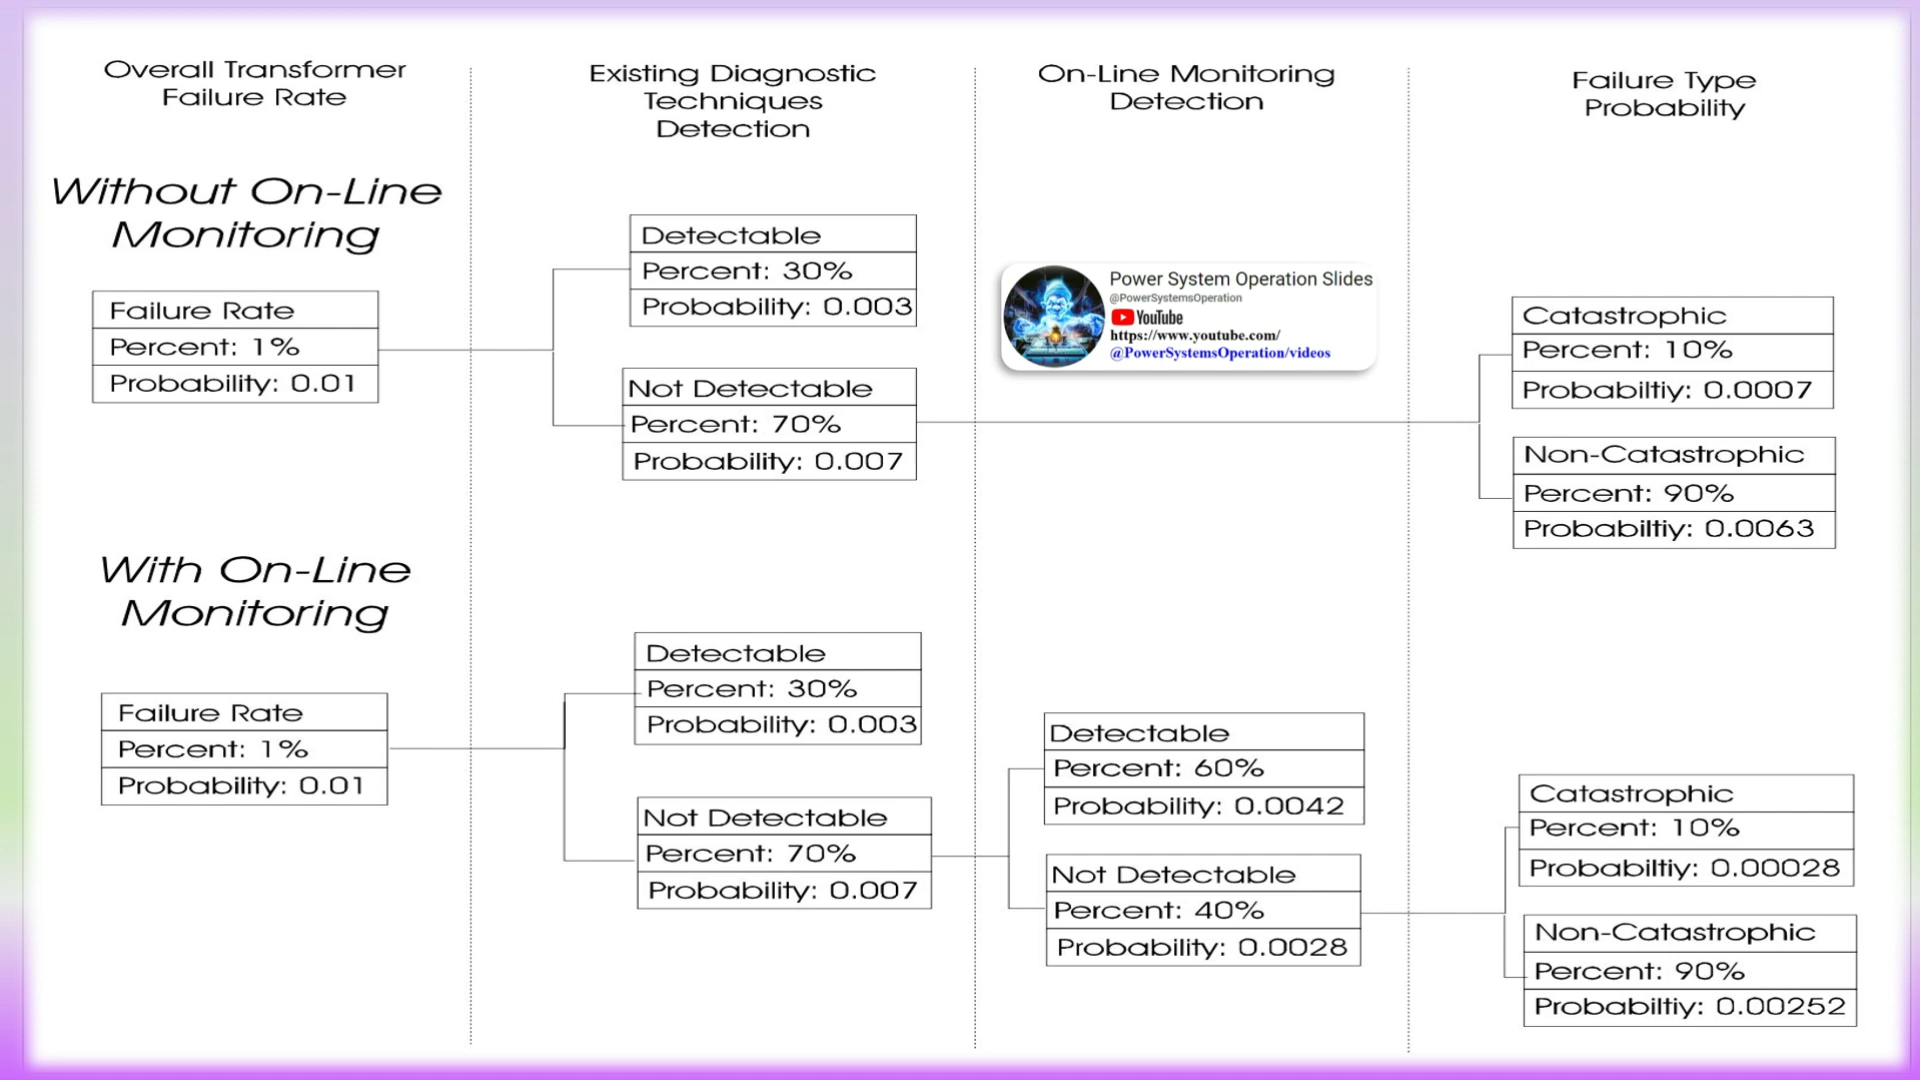 Overall Transformer
Failure Rate
Existing Diagnostic
Techniques
Detection
On-Line Monitoring
Detection
Failure Type
Probability
Without On-Line
Monitoring
Failure Rate
Percent: 1%
Probability: 0.01
Detectable
Percent: 30%
Probability: 0.003
Not Detectable
Percent: 70%
Probability: 0.007
Power System Operation Slides
@PowerSystemsOperation
YouTube
https://www.youtube.com/
@PowerSystemsOperation/videos
Catastrophic
Percent: 10%
Probabiltiy: 0.0007
Non-Catastrophic
Percent: 90%
Probabiltiy: 0.0063
With On-Line
Monitoring
Failure Rate
Percent: 1%
Probability: 0.01
Detectable
Percent: 30%
Probability: 0.003
Not Detectable
Percent: 70%
Probability: 0.007
Detectable
Percent: 60%
Probability: 0.0042
Not Detectable
Percent: 40%
Probability: 0.0028
Catastrophic
Percent: 10%
Probabiltiy: 0.00028
Non-Catastrophic
Percent: 90%
Probabiltiy: 0.00252